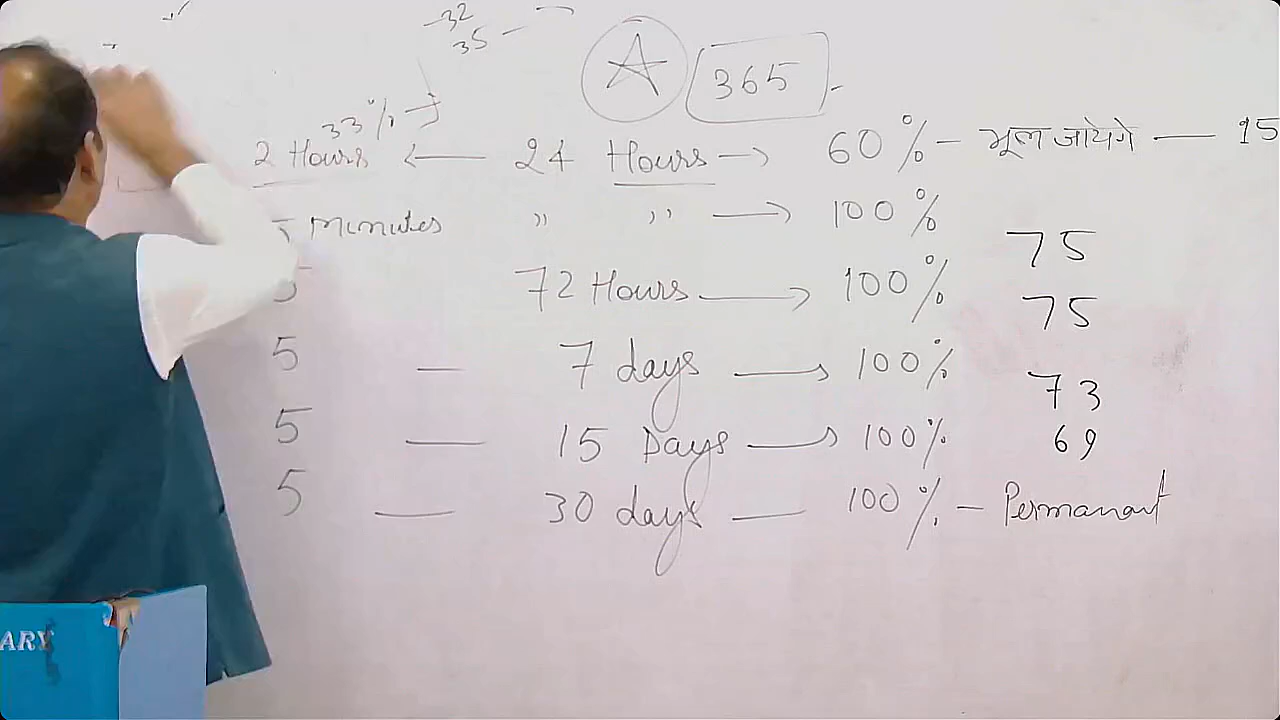 32
35 —
A 365 -
33%
2 Hours ← 24 Hours → 60% - भूल जायेगे — 15
5 Minutes " " → 100%
75
5 72 Hours → 100%
75
5 — 7 days → 100%
73
5 — 15 Days → 100%
69
5 — 30 days — 100% - Permanant
ARY